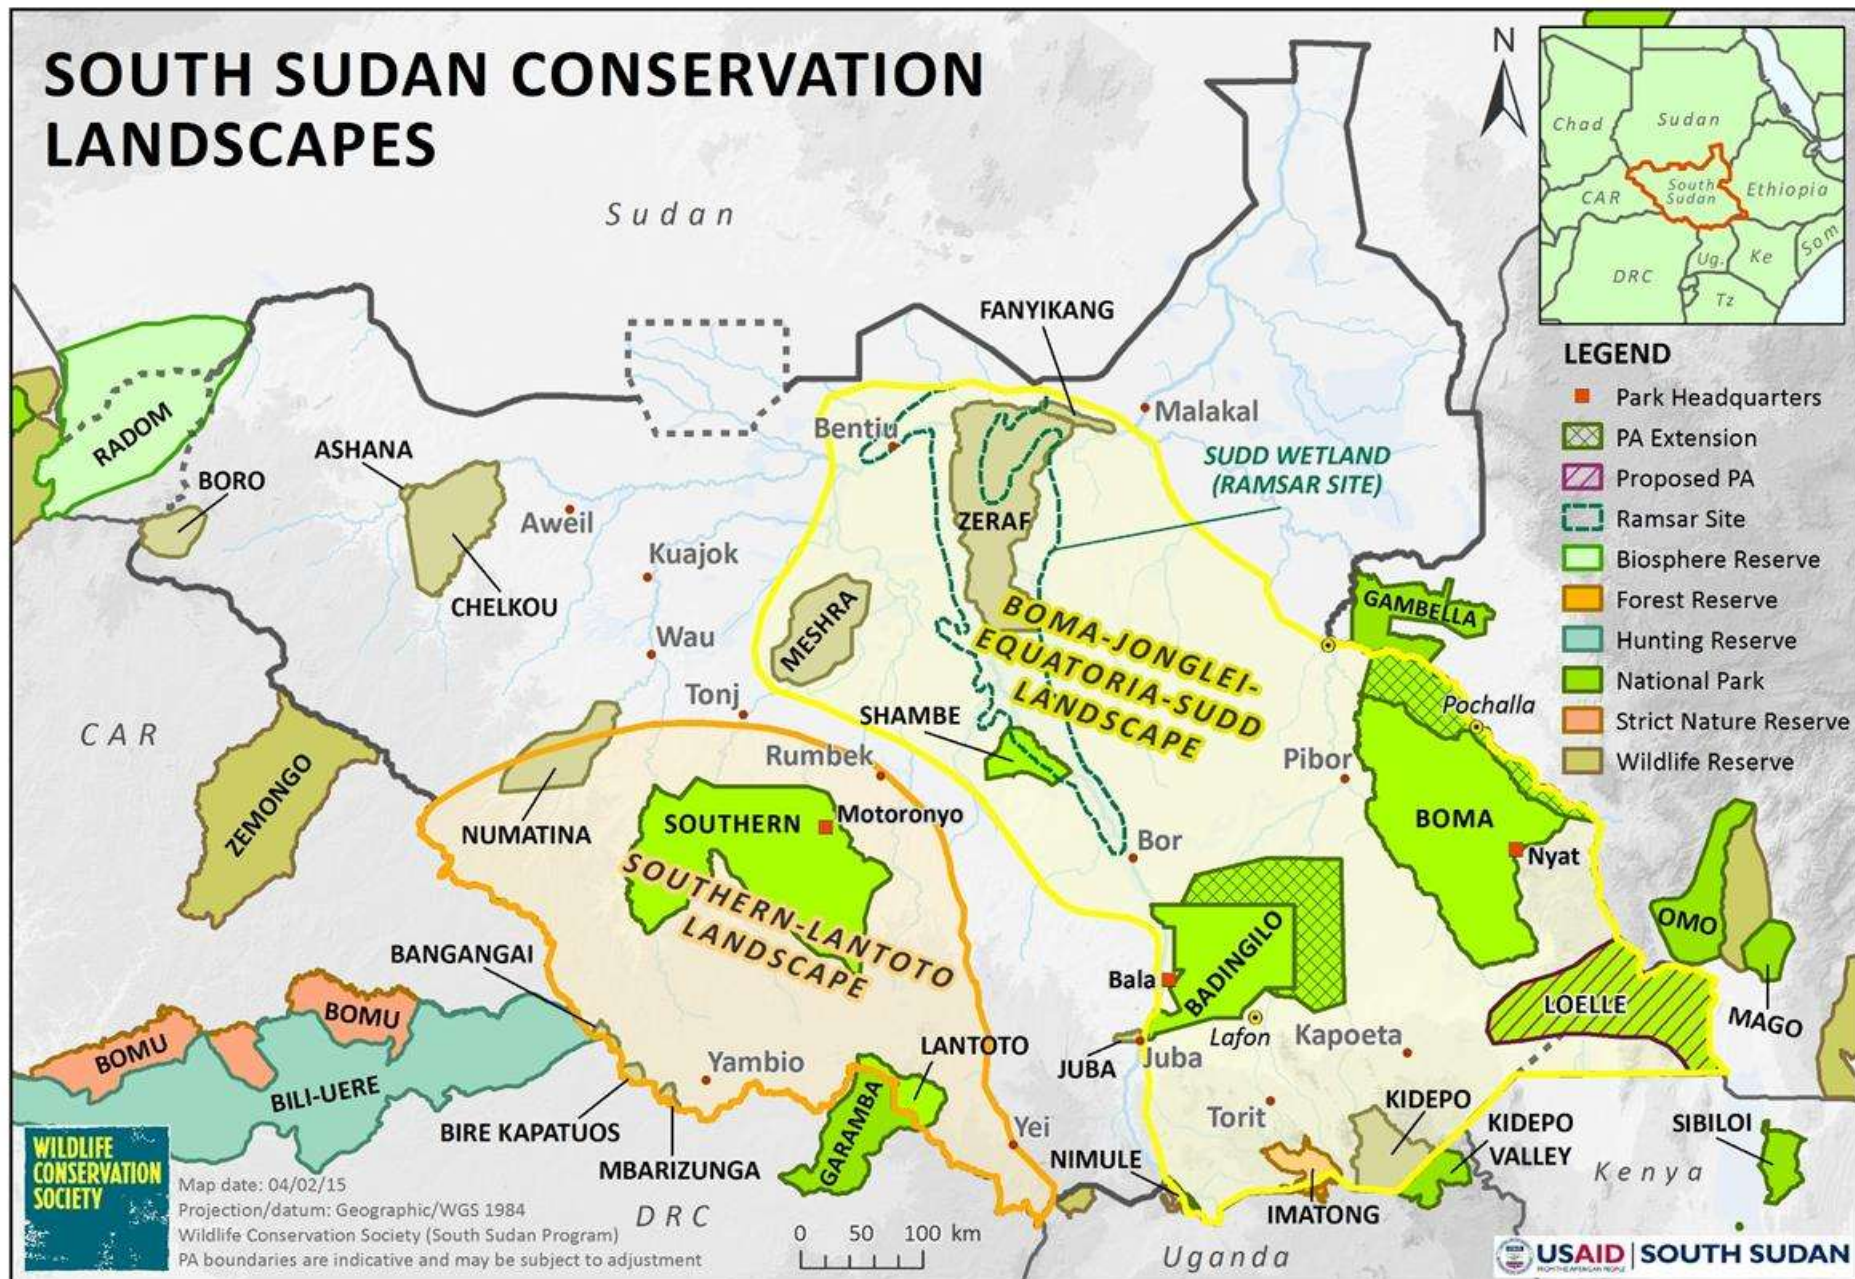 SOUTH SUDAN CONSERVATION
LANDSCAPES
N
Chad
Sudan
CAR
South
Sudan
Ethiopia
DRC
Ug.
Ke
Som
Tz
Sudan
LEGEND
Park Headquarters
PA Extension
Proposed PA
Ramsar Site
Biosphere Reserve
Forest Reserve
Hunting Reserve
National Park
Strict Nature Reserve
Wildlife Reserve
FANYIKANG
Malakal
Bentiu
RADOM
ASHANA
BORO
SUDD WETLAND
(RAMSAR SITE)
Aweil
ZERAF
Kuajok
CHELKOU
GAMBELLA
MESHRA
Wau
BOMA-JONGLEI-
EQUATORIA-SUDD
LANDSCAPE
Tonj
SHAMBE
Pochalla
CAR
Rumbek
Pibor
ZEMONGO
NUMATINA
SOUTHERN
Motoronyo
BOMA
Bor
Nyat
SOUTHERN-LANTOTO
LANDSCAPE
OMO
BANGANGAI
Bala
BADINGILO
LOELLE
MAGO
BOMU
BOMU
Lafon
Kapoeta
LANTOTO
JUBA
Juba
Yambio
BILI-UERE
GARAMBA
KIDEPO
Torit
KIDEPO
VALLEY
SIBILOI
BIRE KAPATUOS
Yei
MBARIZUNGA
NIMULE
Kenya
IMATONG
DRC
Uganda
WILDLIFE
CONSERVATION
SOCIETY
Map date: 04/02/15
Projection/datum: Geographic/WGS 1984
Wildlife Conservation Society (South Sudan Program)
PA boundaries are indicative and may be subject to adjustment
0 50 100 km
USAID | SOUTH SUDAN
FROM THE AMERICAN PEOPLE